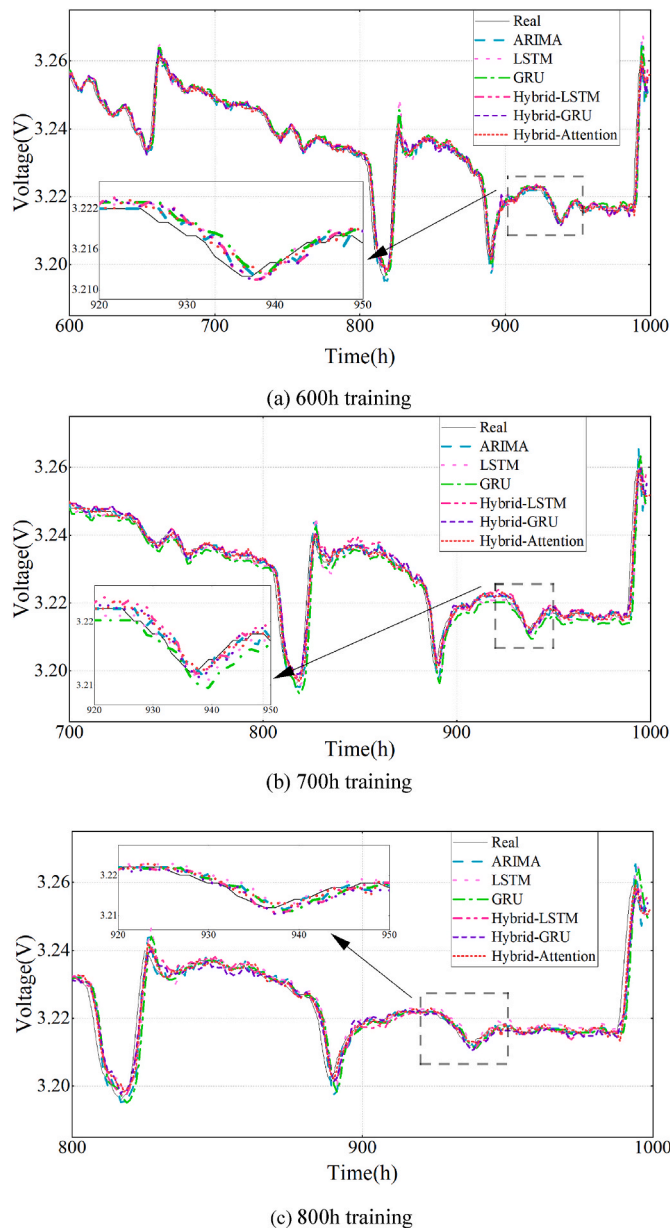 Real
ARIMA
LSTM
GRU
Hybrid-LSTM
Hybrid-GRU
Hybrid-Attention
Voltage(V)
3.26
3.24
3.22
3.20
3.222
3.216
3.210
920 930 940 950
600 700 800 900 1000
Time(h)
(a) 600h training
Real
ARIMA
LSTM
GRU
Hybrid-LSTM
Hybrid-GRU
Hybrid-Attention
Voltage(V)
3.26
3.24
3.22
3.20
3.22
3.21
920 930 940 950
700 800 900 1000
Time(h)
(b) 700h training
Real
ARIMA
LSTM
GRU
Hybrid-LSTM
Hybrid-GRU
Hybrid-Attention
Voltage(V)
3.26
3.24
3.22
3.20
3.22
3.21
920 930 940 950
800 900 1000
Time(h)
(c) 800h training